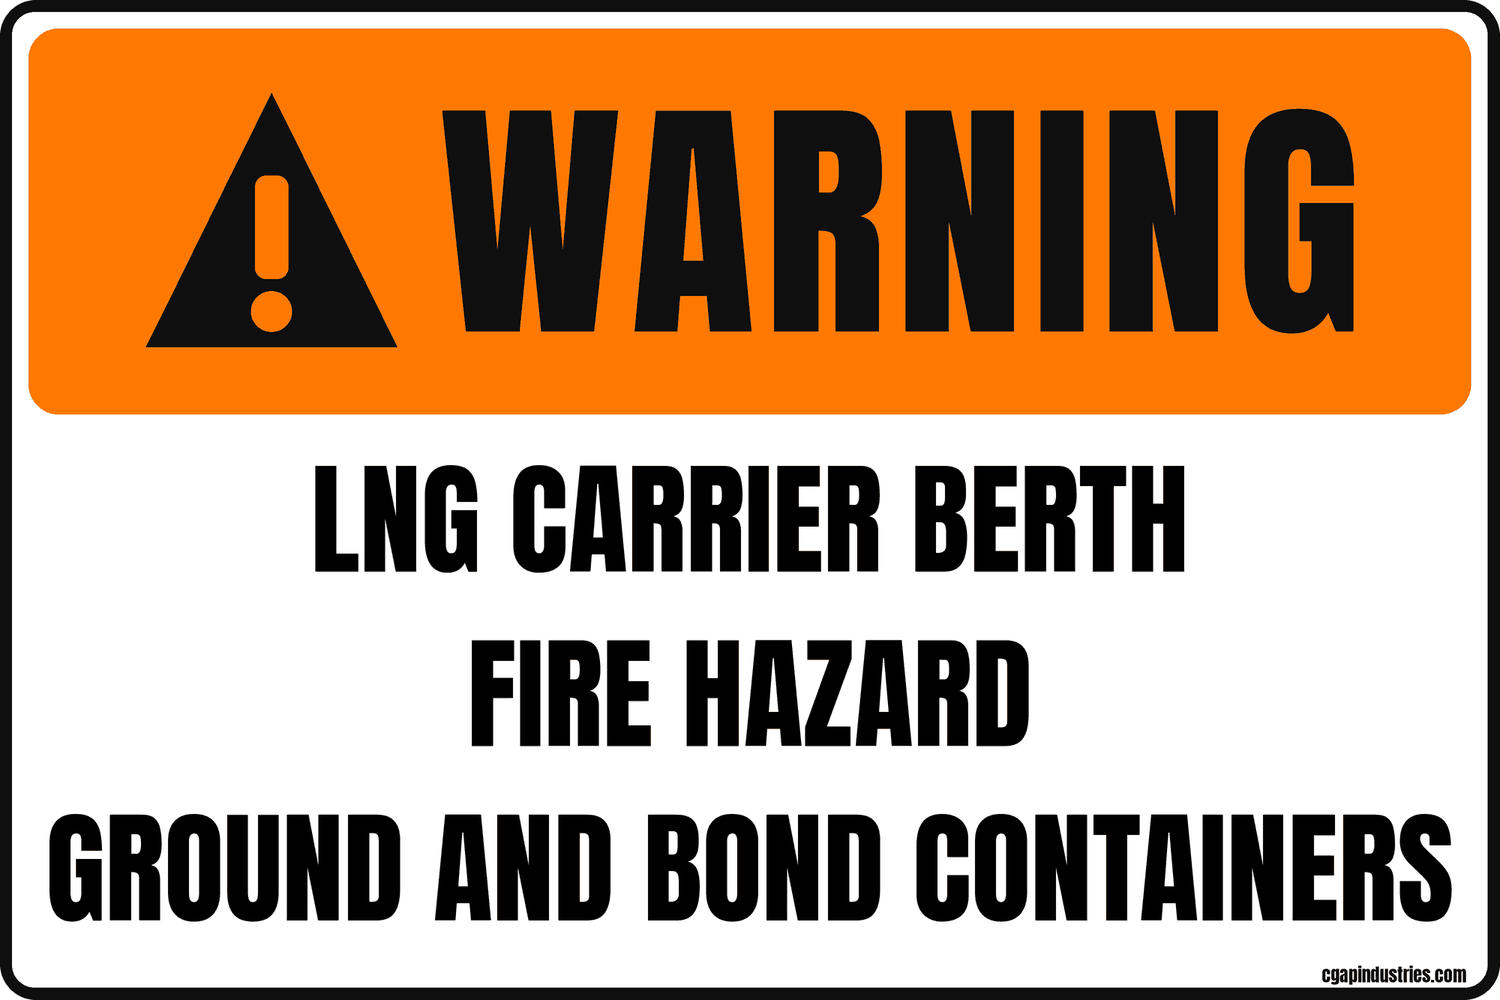 WARNING
LNG CARRIER BERTH
FIRE HAZARD
GROUND AND BOND CONTAINERS
cgapindustries.com